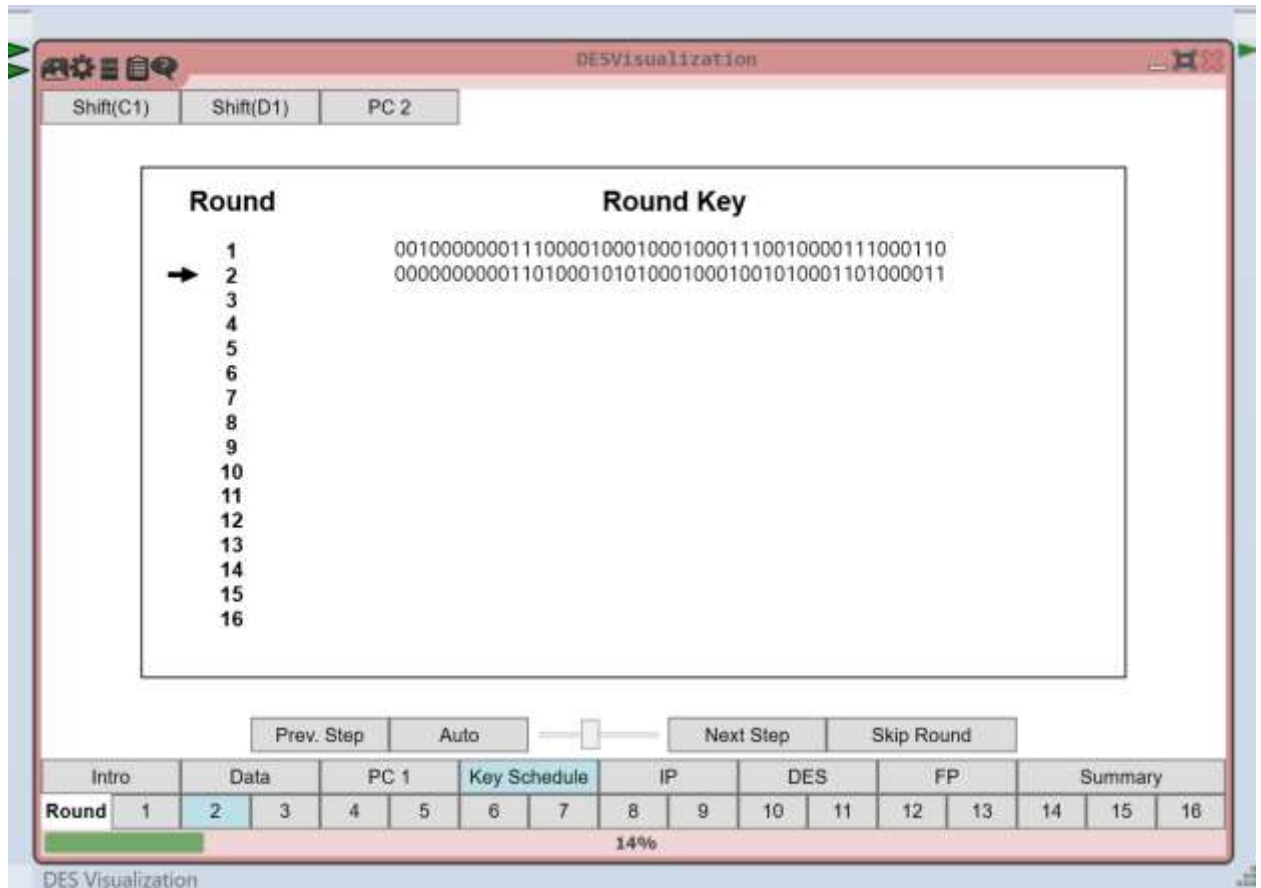 DESVisualization
Shift(C1) Shift(D1) PC 2
Round Round Key
1 001000000011100001000100010001110010000111000110
2 000000000011010001010100010001001010001101000011
3
4
5
6
7
8
9
10
11
12
13
14
15
16
Prev. Step Auto Next Step Skip Round
Intro Data PC 1 Key Schedule IP DES FP Summary
Round 1 2 3 4 5 6 7 8 9 10 11 12 13 14 15 16
14%
DES Visualization